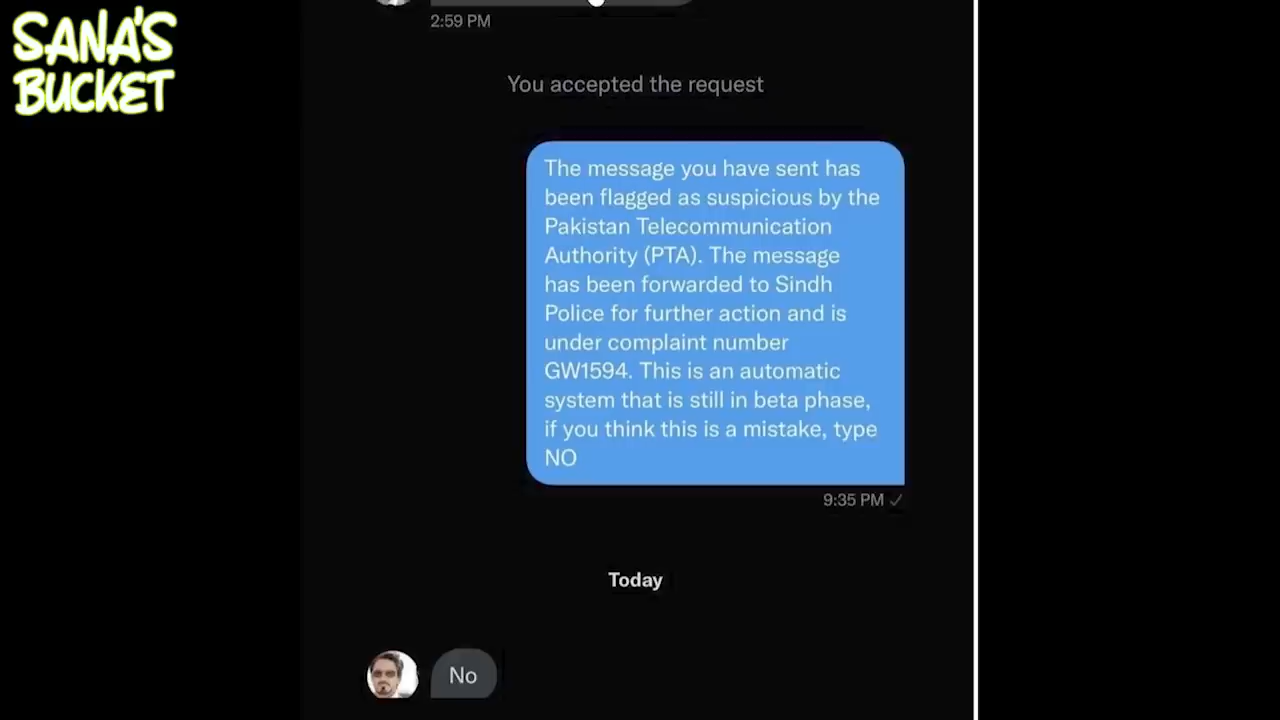 SANA'S
BUCKET
2:59 PM
You accepted the request
The message you have sent has
been flagged as suspicious by the
Pakistan Telecommunication
Authority (PTA). The message
has been forwarded to Sindh
Police for further action and is
under complaint number
GW1594. This is an automatic
system that is still in beta phase,
if you think this is a mistake, type
NO
9:35 PM ✓
Today
No